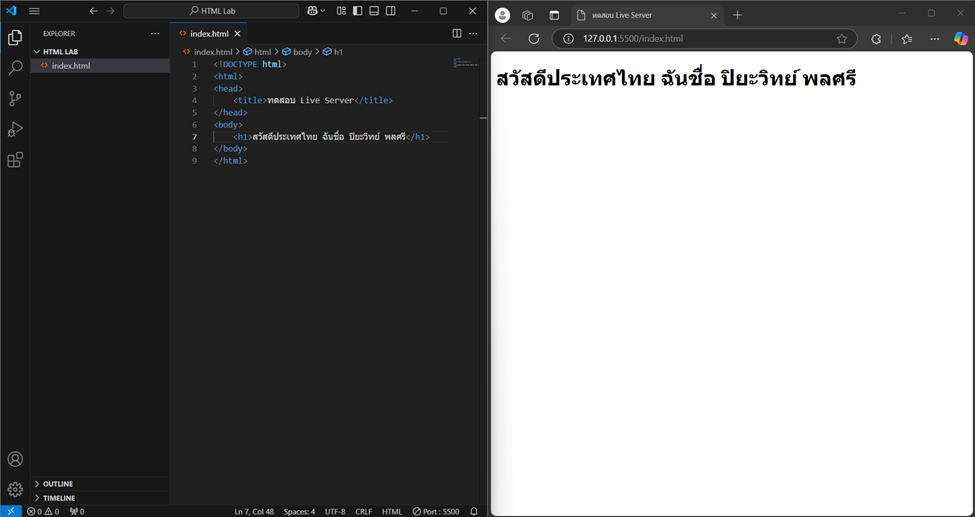 HTML Lab
EXPLORER
HTML LAB
index.html
OUTLINE
TIMELINE
index.html
index.html > html > body > h1
1 <!DOCTYPE html>
2 <html>
3 <head>
4 <title>ทดสอบ Live Server</title>
5 </head>
6 <body>
7 <h1>สวัสดีประเทศไทย ฉันชื่อ ปิยะวิทย์ พลศรี</h1>
8 </body>
9 </html>
0 0 0 Ln 7, Col 48 Spaces: 4 UTF-8 CRLF HTML Port : 5500
ทดสอบ Live Server
127.0.0.1:5500/index.html
สวัสดีประเทศไทย ฉันชื่อ ปิยะวิทย์ พลศรี